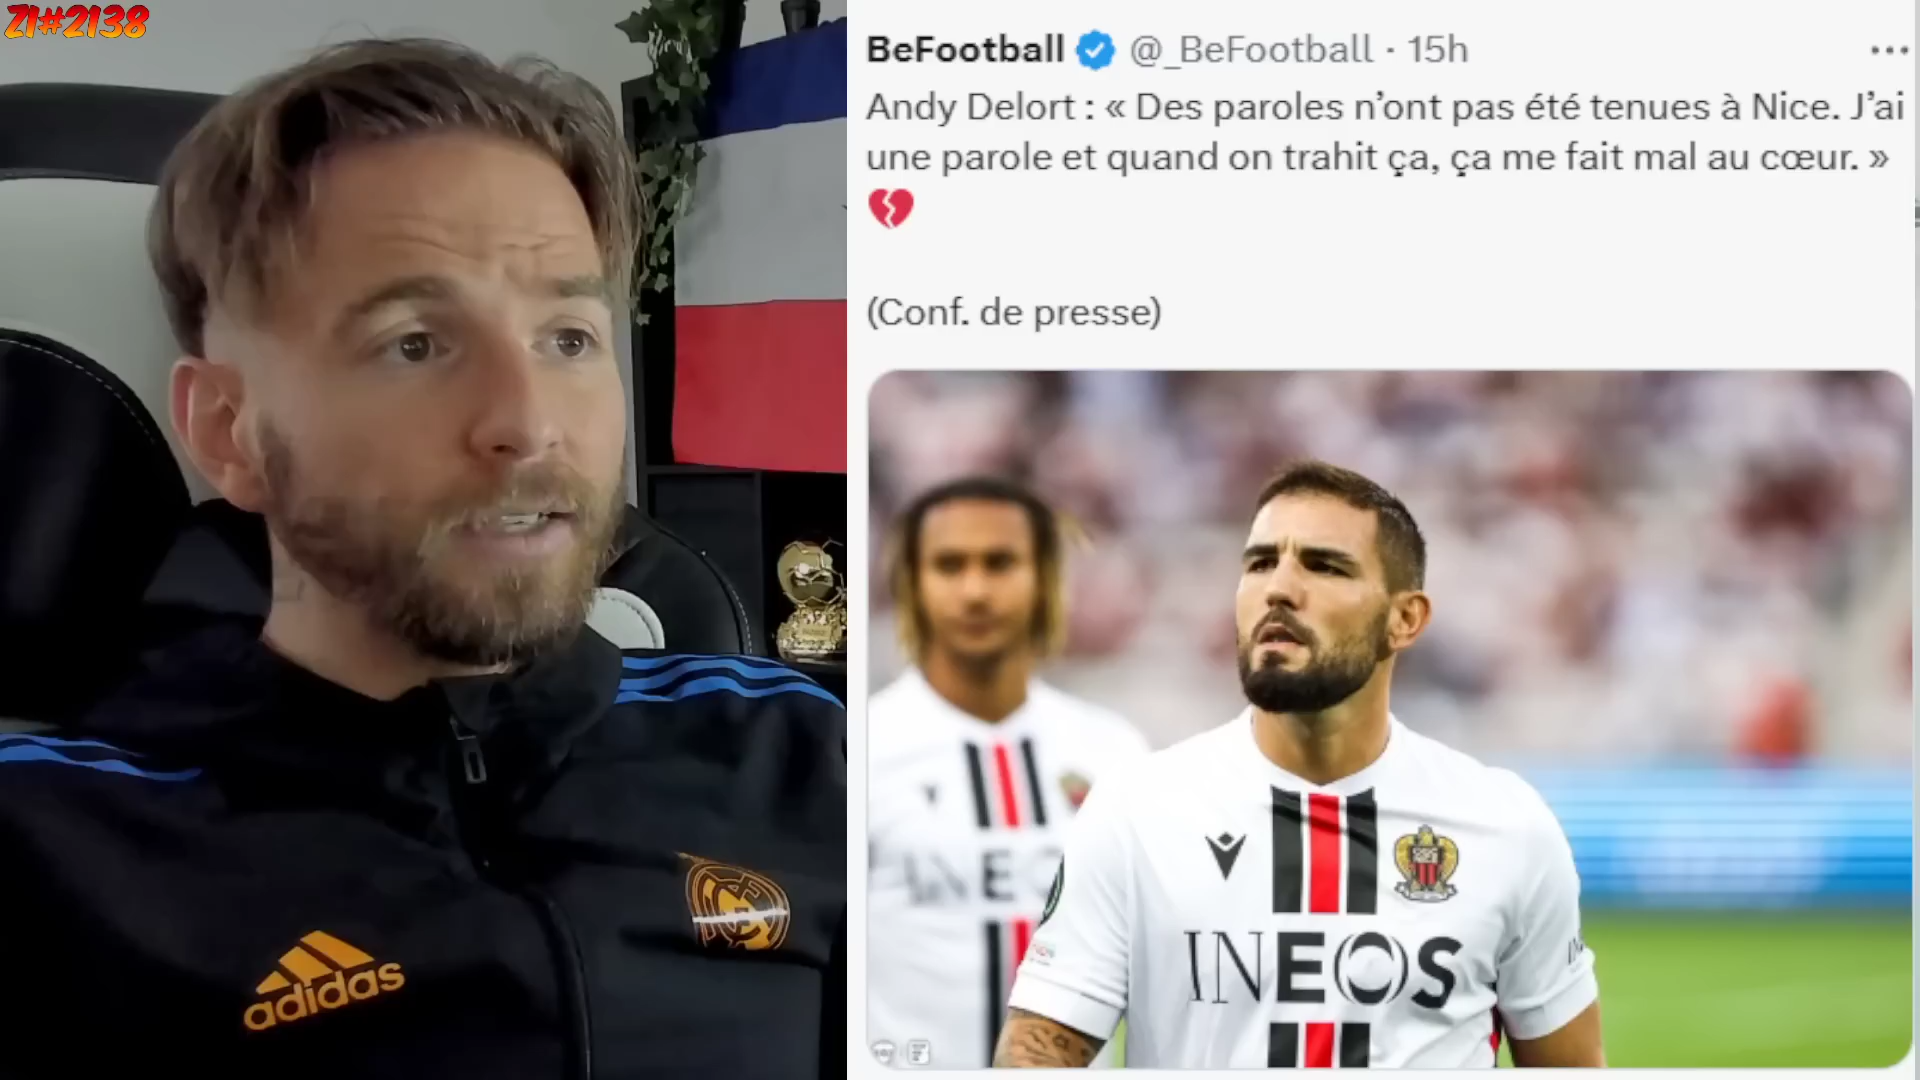 Z1#2138
BeFootball @_BeFootball · 15h
Andy Delort : « Des paroles n’ont pas été tenues à Nice. J’ai
une parole et quand on trahit ça, ça me fait mal au cœur. »
(Conf. de presse)
adidas
INEOS
INE